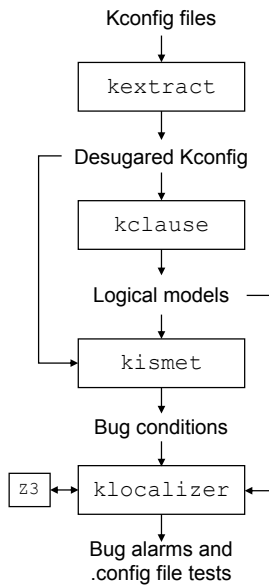 Kconfig files
kextract
Desugared Kconfig
kclause
Logical models
kismet
Bug conditions
Z3
klocalizer
Bug alarms and
.config file tests